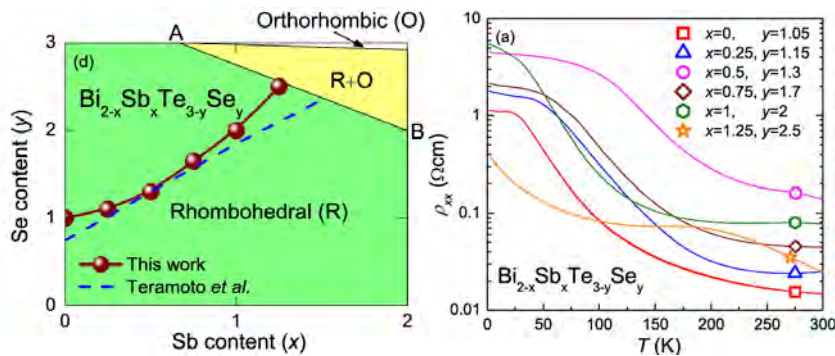 Orthorhombic (O)
A
3
(d)
R+O
Bi2-xSbxTe3-ySey
2
B
Se content (y)
1
Rhombohedral (R)
This work
Teramoto et al.
0
0 1 2
Sb content (x)
(a)
10
x=0, y=1.05
x=0.25, y=1.15
x=0.5, y=1.3
x=0.75, y=1.7
x=1, y=2
x=1.25, y=2.5
1
ρxx (Ωcm)
0.1
Bi2-xSbxTe3-ySey
0.01
0 50 100 150 200 250 300
T (K)